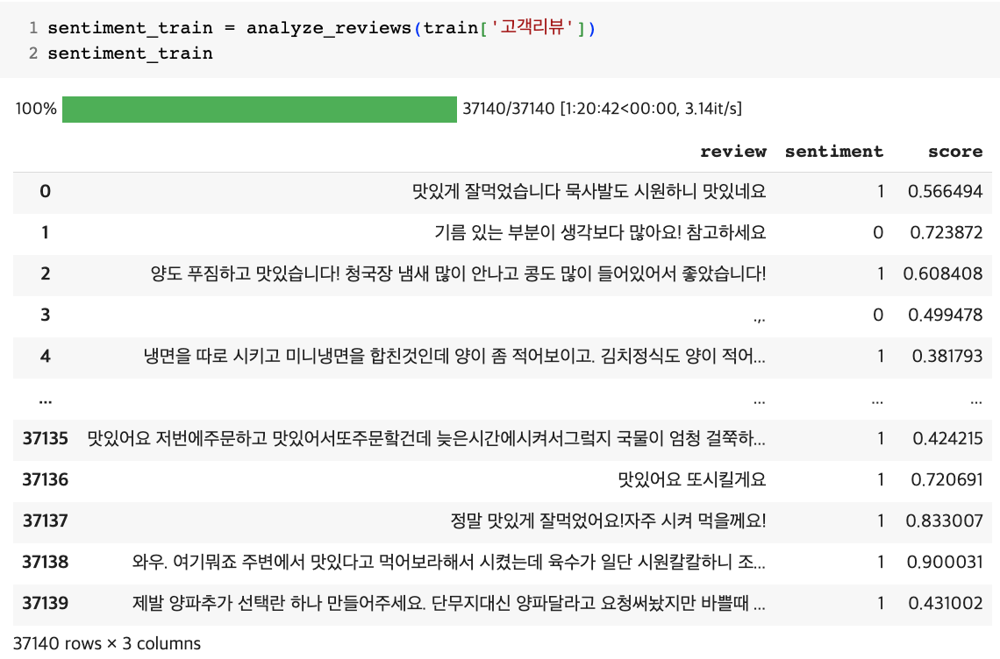 1 sentiment_train = analyze_reviews(train['고객리뷰'])
2 sentiment_train
100% 37140/37140 [1:20:42<00:00, 3.14it/s]
review sentiment score
0 맛있게 잘먹었습니다 묵사발도 시원하니 맛있네요 1 0.566494
1 기름 있는 부분이 생각보다 많아요! 참고하세요 0 0.723872
2 양도 푸짐하고 맛있습니다! 청국장 냄새 많이 안나고 콩도 많이 들어있어서 좋았습니다! 1 0.608408
3 .,. 0 0.499478
4 냉면을 따로 시키고 미니냉면을 합친것인데 양이 좀 적어보이고. 김치정식도 양이 적어... 1 0.381793
... ... ... ...
37135 맛있어요 저번에주문하고 맛있어서또주문핰건데 늦은시간에시켜서그렄지 국물이 엄청 걸쭉하... 1 0.424215
37136 맛있어요 또시킬게요 1 0.720691
37137 정말 맛있게 잘먹었어요!자주 시켜 먹을께요! 1 0.833007
37138 와우. 여기뭐죠 주변에서 맛있다고 먹어보라해서 시켰는데 육수가 일단 시원칼칼하니 조... 1 0.900031
37139 제발 양파추가 선택란 하나 만들어주세요. 단무지대신 양파달라고 요청써놨지만 바쁠때 ... 1 0.431002
37140 rows × 3 columns